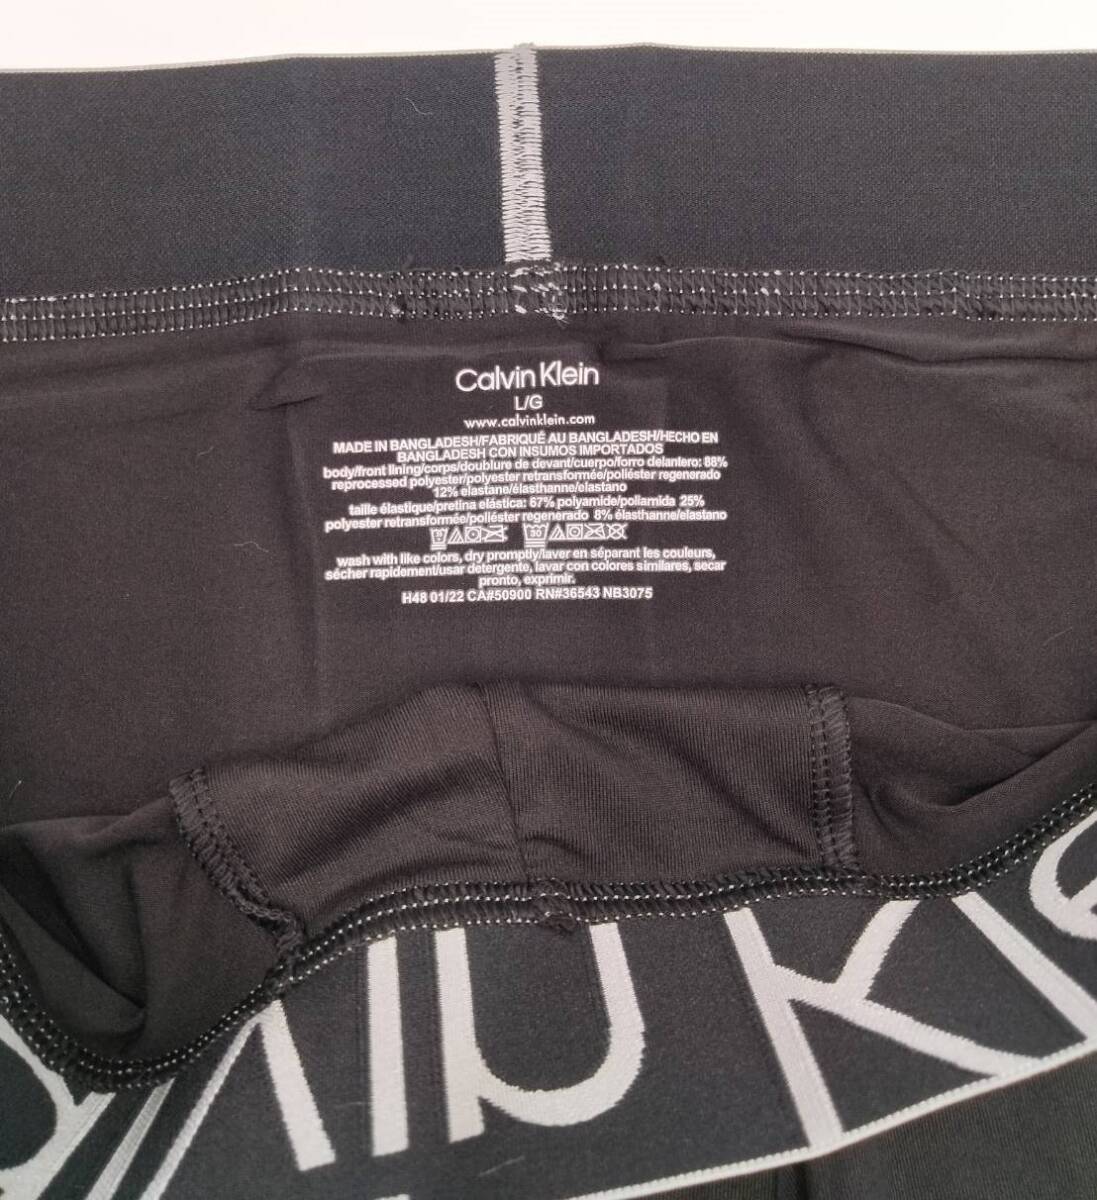 Calvin Klein
L/G
www.calvinklein.com
MADE IN BANGLADESH/FABRIQUÉ AU BANGLADESH/HECHO EN
BANGLADESH CON INSUMOS IMPORTADOS
body/front lining/corps/doublure de devant/cuerpo/forro delantero: 88%
reprocessed polyester/polyester retransformée/poliéster regenerado
12% elastane/élasthanne/elastano
taille élastique/pretina elástica: 67% polyamide/poliamida 25%
polyester retransformée/poliéster regenerado 8% élasthanne/elastano
30
wash with like colors, dry promptly/laver en séparant les couleurs,
sécher rapidement/usar detergente, lavar con colores similares, secar
pronto, exprimir.
H48 01/22 CA#50900 RN#36543 NB3075